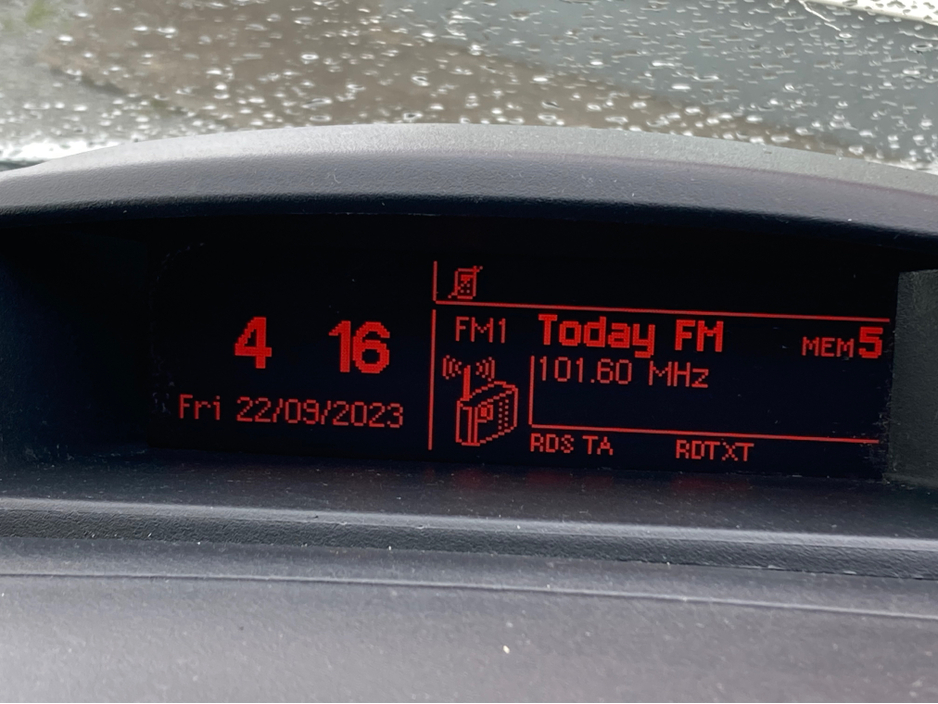 4 16
Fri 22/09/2023
FM1 Today FM MEM5
101.60 MHz
RDS TA RDTXT